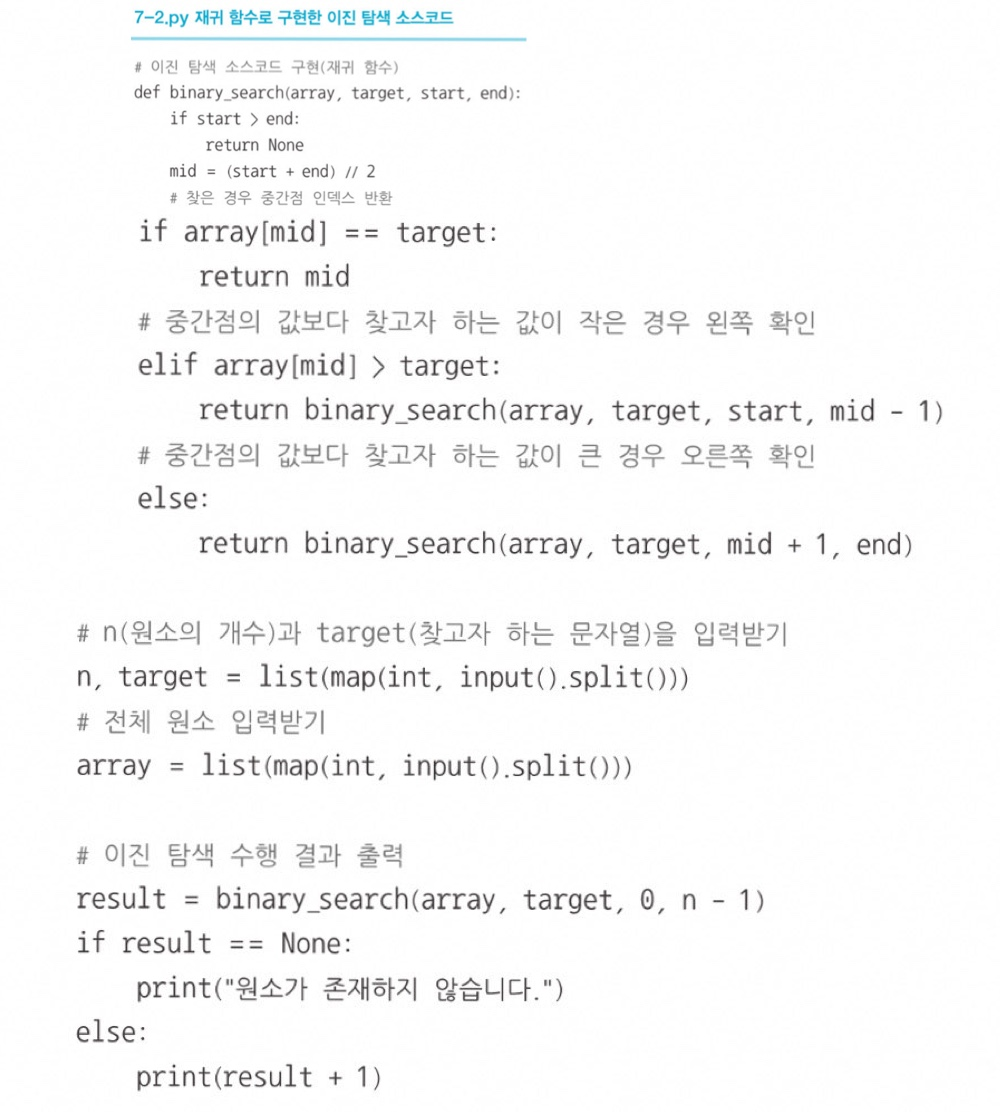 7-2.py 재귀 함수로 구현한 이진 탐색 소스코드
# 이진 탐색 소스코드 구현(재귀 함수)
def binary_search(array, target, start, end):
    if start > end:
        return None
    mid = (start + end) // 2
    # 찾은 경우 중간점 인덱스 반환
    if array[mid] == target:
        return mid
    # 중간점의 값보다 찾고자 하는 값이 작은 경우 왼쪽 확인
    elif array[mid] > target:
        return binary_search(array, target, start, mid - 1)
    # 중간점의 값보다 찾고자 하는 값이 큰 경우 오른쪽 확인
    else:
        return binary_search(array, target, mid + 1, end)
# n(원소의 개수)과 target(찾고자 하는 문자열)을 입력받기
n, target = list(map(int, input().split()))
# 전체 원소 입력받기
array = list(map(int, input().split()))
# 이진 탐색 수행 결과 출력
result = binary_search(array, target, 0, n - 1)
if result == None:
    print("원소가 존재하지 않습니다.")
else:
    print(result + 1)